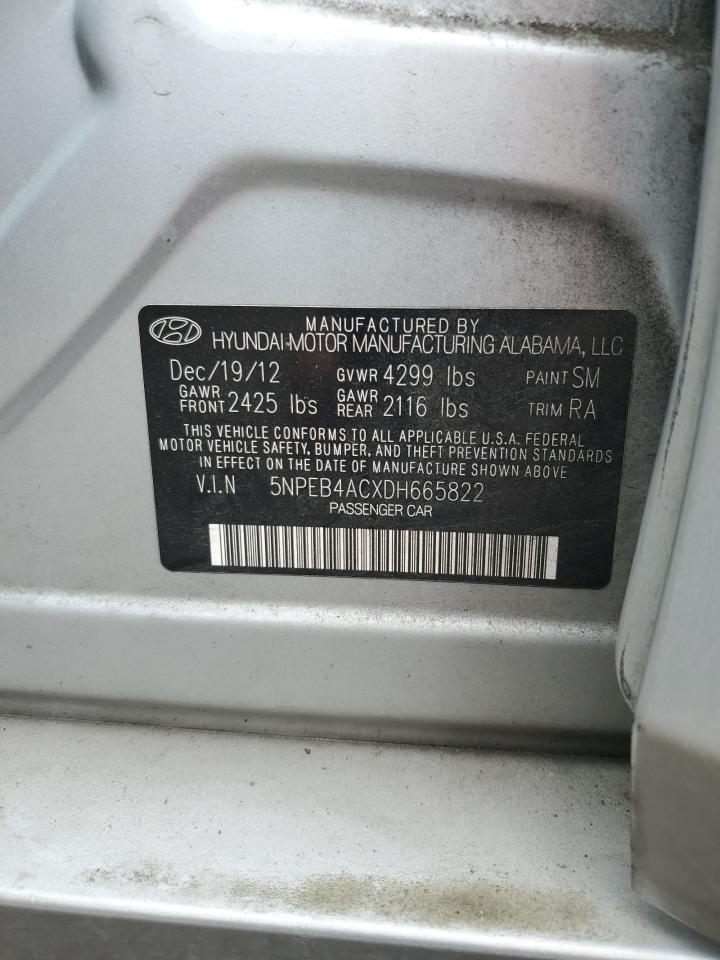 MANUFACTURED BY
HYUNDAI MOTOR MANUFACTURING ALABAMA, LLC
Dec/19/12 GVWR 4299 lbs PAINT SM
GAWR FRONT 2425 lbs GAWR REAR 2116 lbs TRIM RA
THIS VEHICLE CONFORMS TO ALL APPLICABLE U.S.A. FEDERAL
MOTOR VEHICLE SAFETY, BUMPER, AND THEFT PREVENTION STANDARDS
IN EFFECT ON THE DATE OF MANUFACTURE SHOWN ABOVE
V.I.N 5NPEB4ACXDH665822
PASSENGER CAR